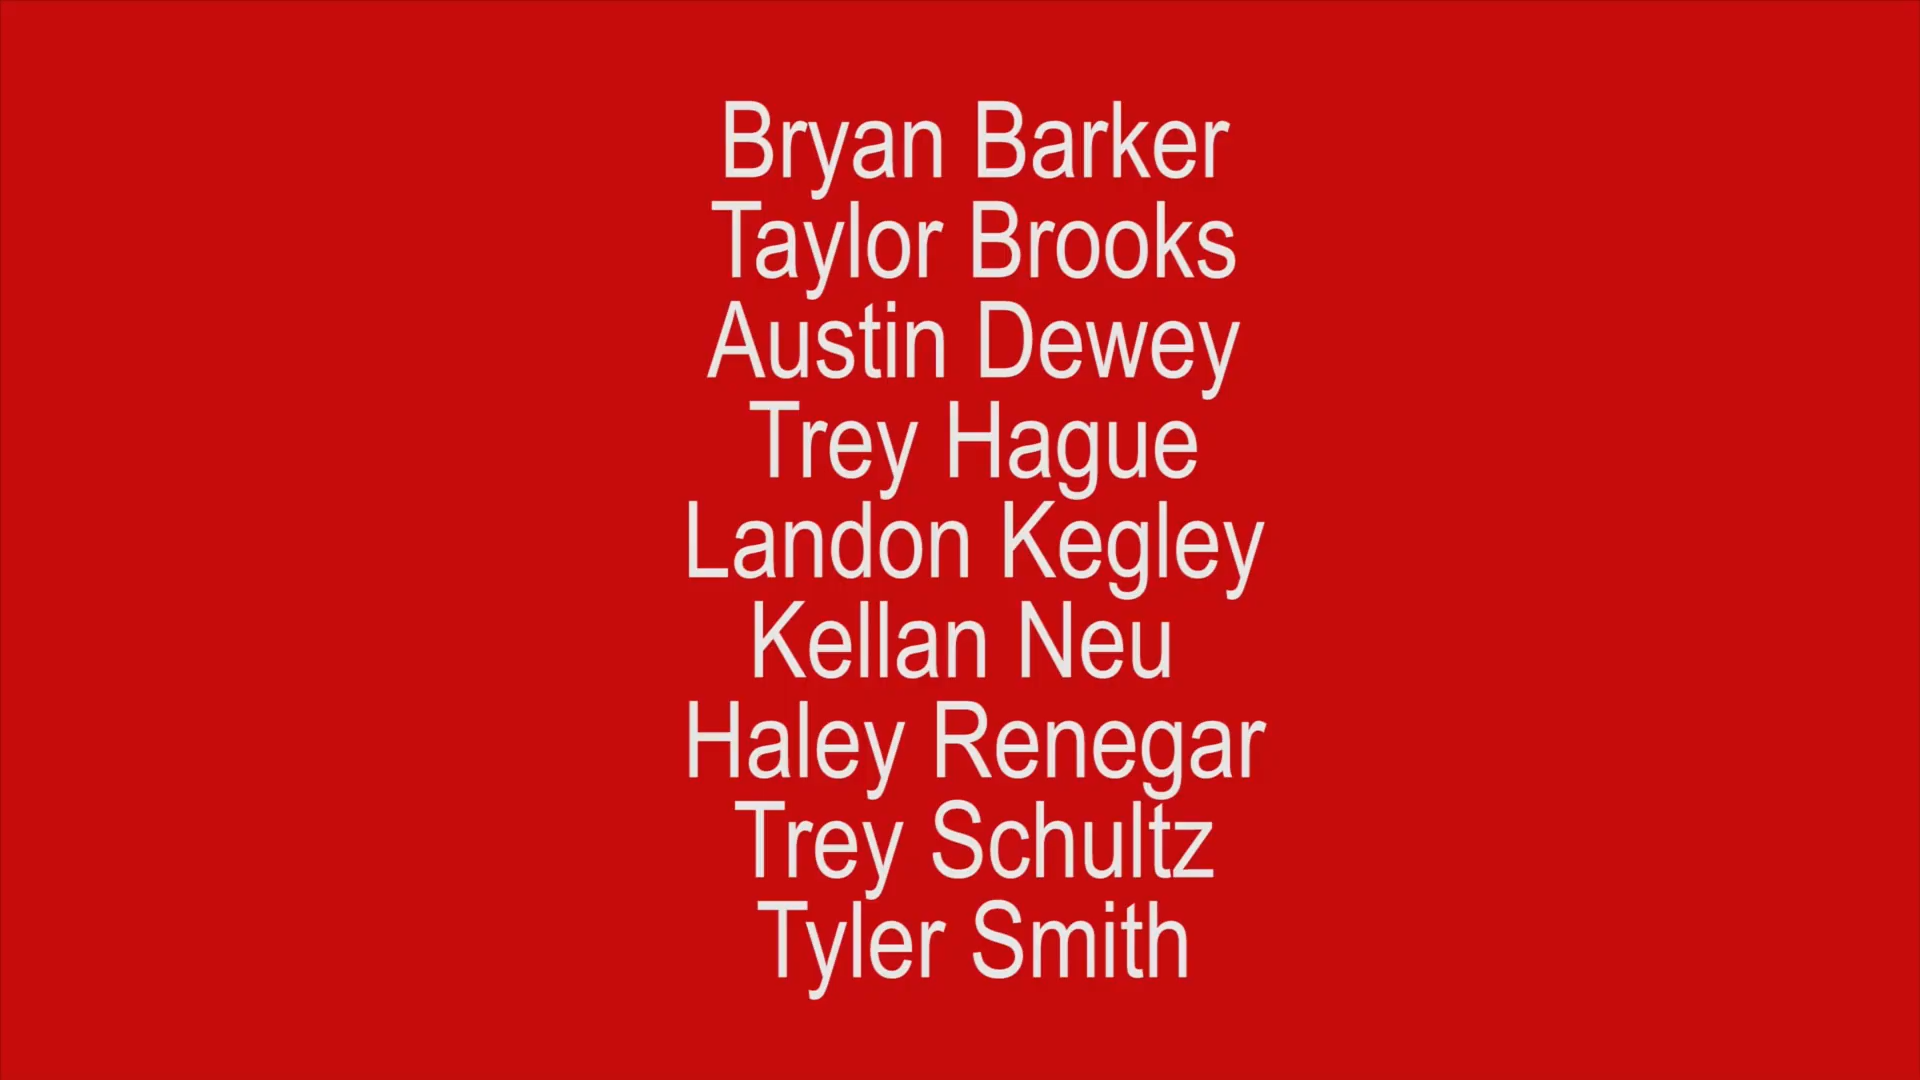 Bryan Barker
Taylor Brooks
Austin Dewey
Trey Hague
Landon Kegley
Kellan Neu
Haley Renegar
Trey Schultz
Tyler Smith